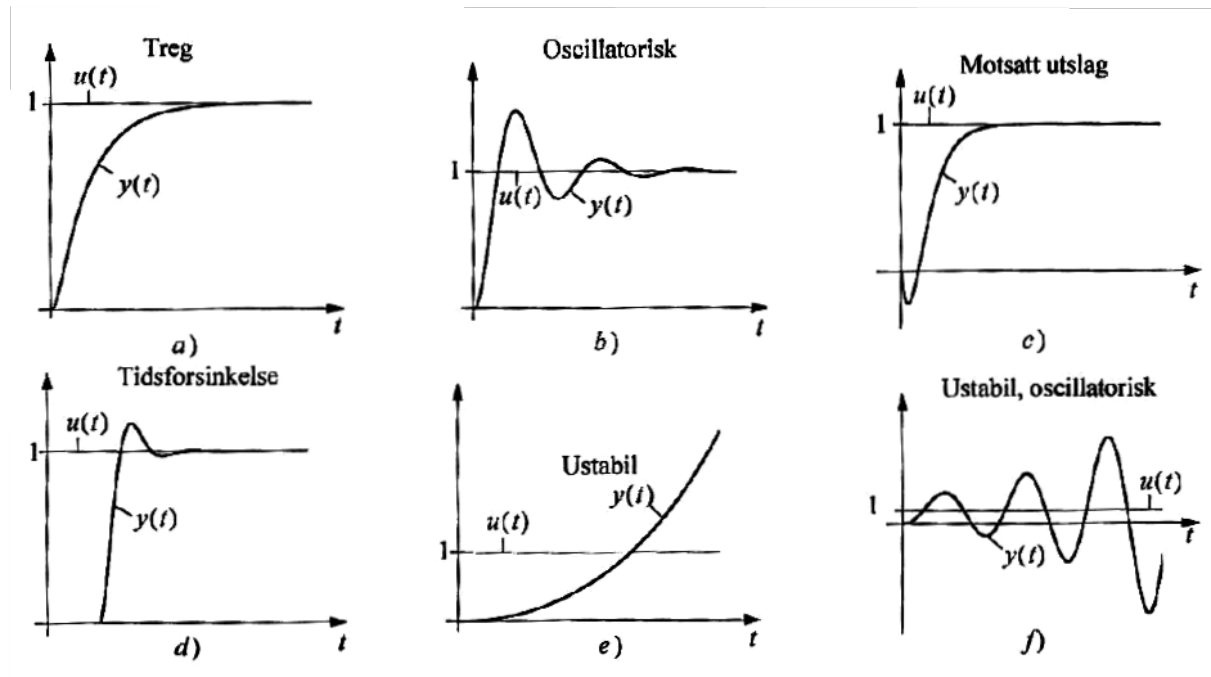 Treg
u(t)
1
y(t)
t
a)
Oscillatorisk
1
u(t)
y(t)
t
b)
Motsatt utslag
u(t)
1
y(t)
t
c)
Tidsforsinkelse
u(t)
1
y(t)
t
d)
Ustabil
y(t)
u(t)
1
t
e)
Ustabil, oscillatorisk
u(t)
1
t
y(t)
f)